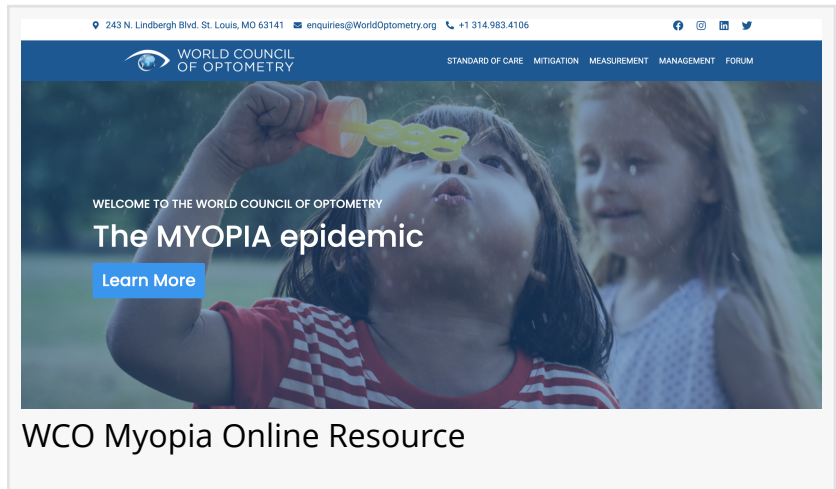 243 N. Lindbergh Blvd. St. Louis, MO 63141 enquiries@WorldOptometry.org +1 314.983.4106
WORLD COUNCIL
OF OPTOMETRY
STANDARD OF CARE MITIGATION MEASUREMENT MANAGEMENT FORUM
WELCOME TO THE WORLD COUNCIL OF OPTOMETRY
The MYOPIA epidemic
Learn More
WCO Myopia Online Resource